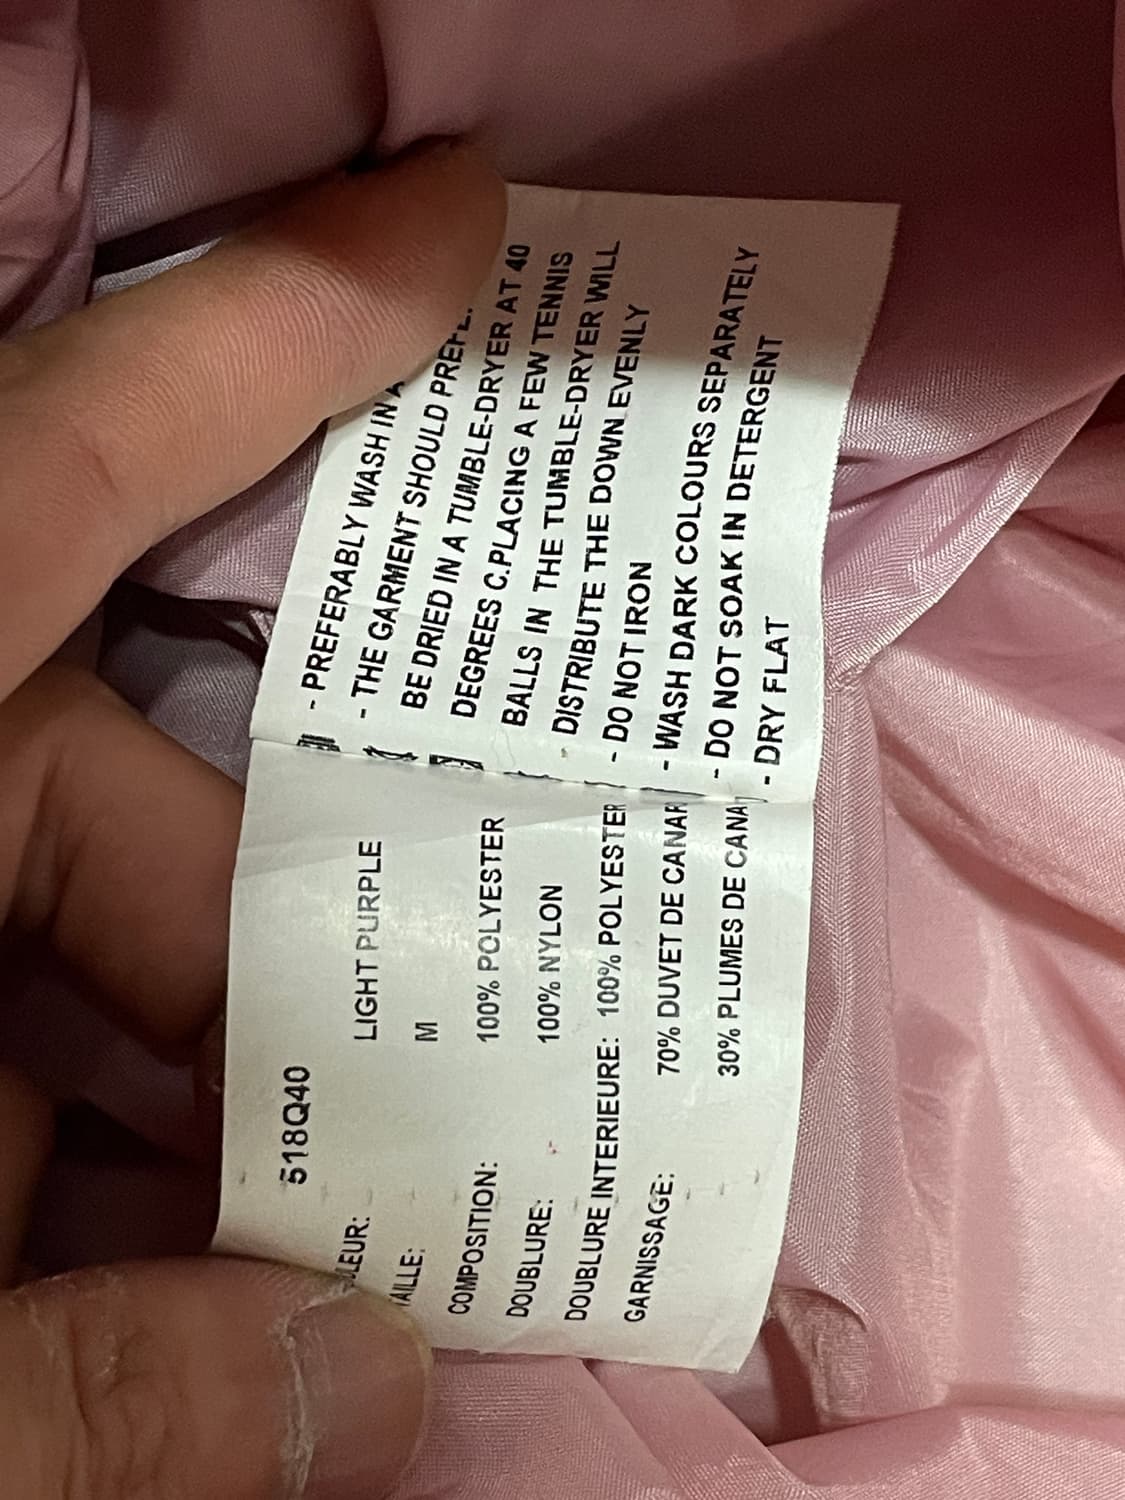 518Q40
LEUR: LIGHT PURPLE
AILLE: M
COMPOSITION: 100% POLYESTER
DOUBLURE: 100% NYLON
DOUBLURE INTERIEURE: 100% POLYESTER
GARNISSAGE: 70% DUVET DE CANAR
30% PLUMES DE CANA
- PREFERABLY WASH IN A
- THE GARMENT SHOULD PREFE
BE DRIED IN A TUMBLE-DRYER AT 40
DEGREES C.PLACING A FEW TENNIS
BALLS IN THE TUMBLE-DRYER WILL
DISTRIBUTE THE DOWN EVENLY
- DO NOT IRON
- WASH DARK COLOURS SEPARATELY
- DO NOT SOAK IN DETERGENT
- DRY FLAT